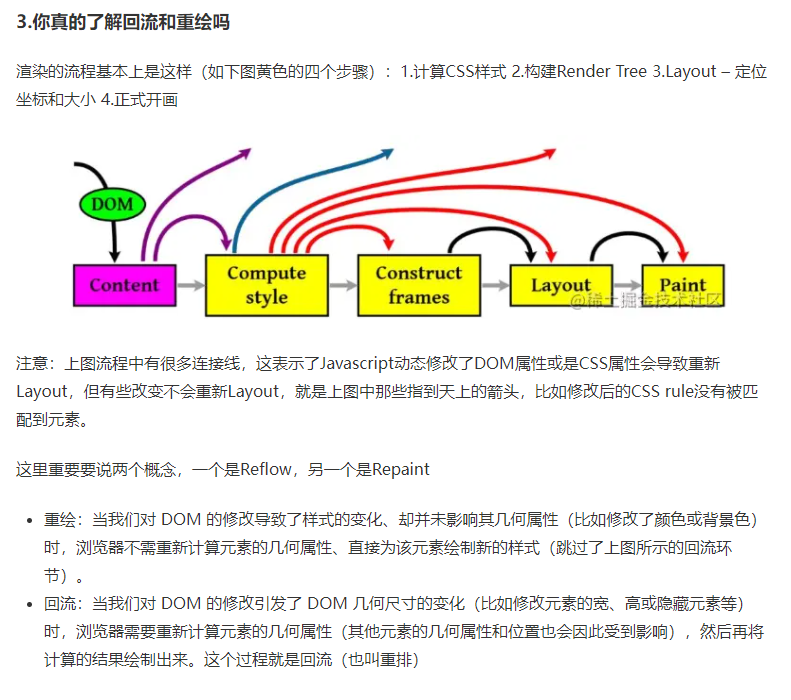 3.你真的了解回流和重绘吗
渲染的流程基本上是这样（如下图黄色的四个步骤）：1.计算CSS样式 2.构建Render Tree 3.Layout – 定位
坐标和大小 4.正式开画
DOM
Content
Compute
style
Construct
frames
Layout
Paint
@稀土掘金技术社区
注意：上图流程中有很多连接线，这表示了Javascript动态修改了DOM属性或是CSS属性会导致重新
Layout，但有些改变不会重新Layout，就是上图中那些指到天上的箭头，比如修改后的CSS rule没有被匹
配到元素。
这里重要要说两个概念，一个是Reflow，另一个是Repaint
• 重绘：当我们对 DOM 的修改导致了样式的变化、却并未影响其几何属性（比如修改了颜色或背景色）
时，浏览器不需重新计算元素的几何属性、直接为该元素绘制新的样式（跳过了上图所示的回流环
节）。
• 回流：当我们对 DOM 的修改引发了 DOM 几何尺寸的变化（比如修改元素的宽、高或隐藏元素等）
时，浏览器需要重新计算元素的几何属性（其他元素的几何属性和位置也会因此受到影响），然后再将
计算的结果绘制出来。这个过程就是回流（也叫重排）